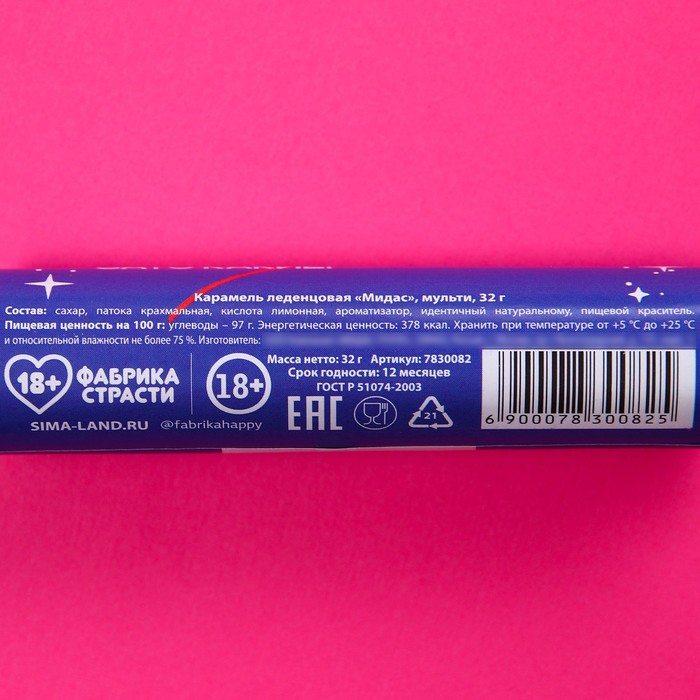 Карамель леденцовая «Мидас», мульти, 32 г
Состав: сахар, патока крахмальная, кислота лимонная, ароматизатор, идентичный натуральному, пищевой краситель.
Пищевая ценность на 100 г: углеводы – 97 г. Энергетическая ценность: 378 ккал. Хранить при температуре от +5 °C до +25 °C
и относительной влажности не более 75 %. Изготовитель:
18+ ФАБРИКА СТРАСТИ
SIMA-LAND.RU @fabrikahappy
18+
Масса нетто: 32 г Артикул: 7830082
Срок годности: 12 месяцев
ГОСТ Р 51074-2003
EAC
21
6 900078 300825